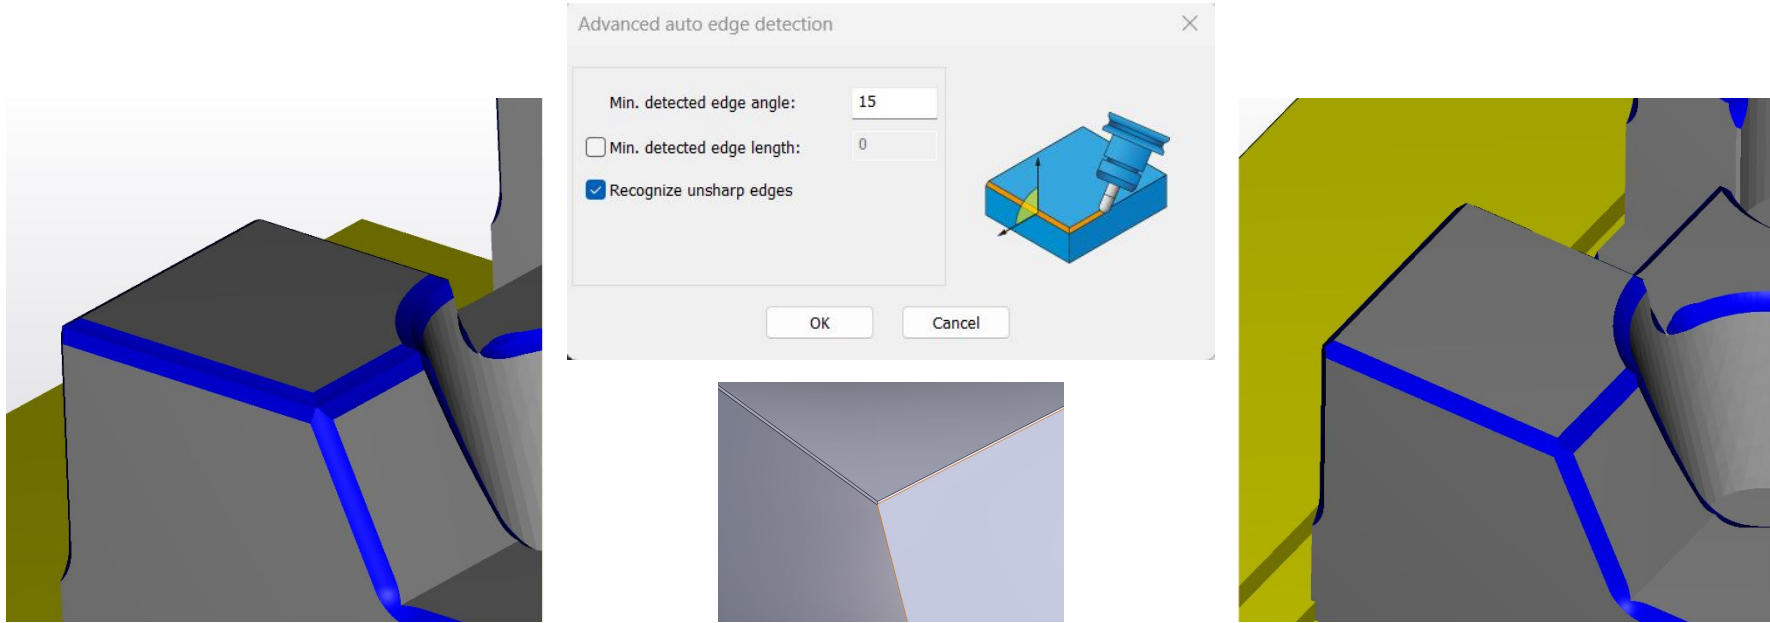 Advanced auto edge detection
Min. detected edge angle: 15
Min. detected edge length: 0
Recognize unsharp edges
OK Cancel